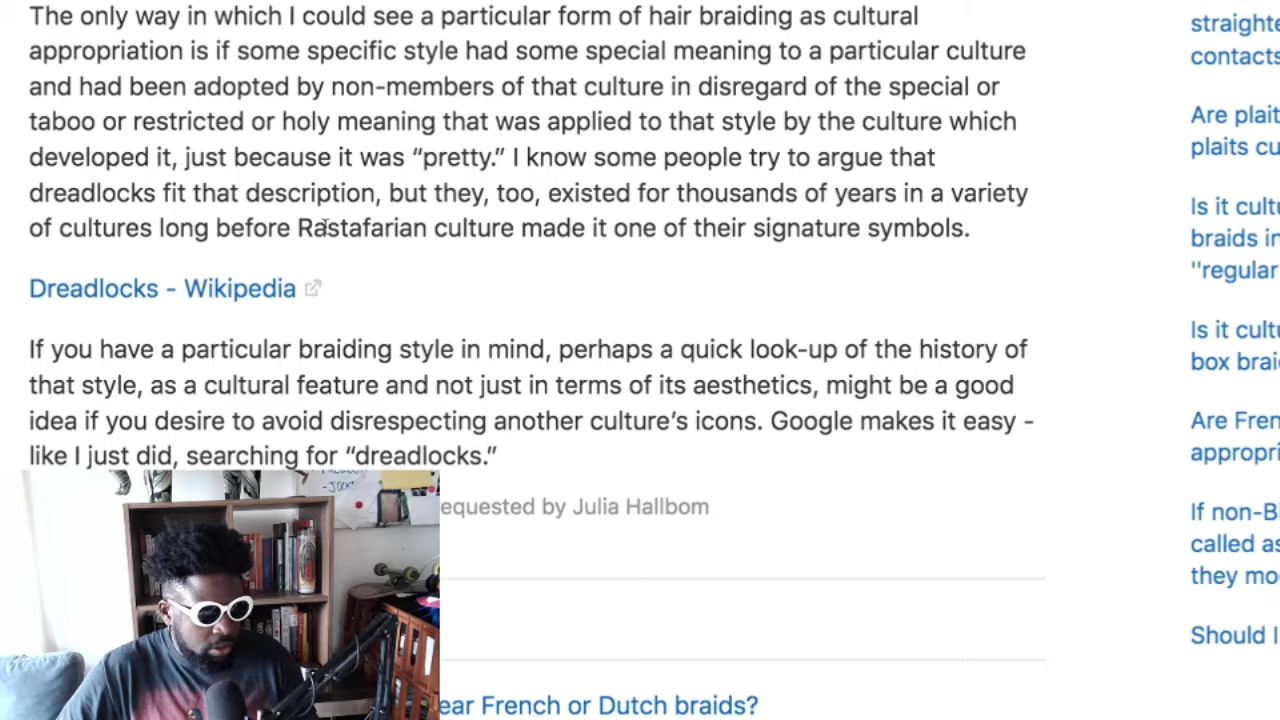 The only way in which I could see a particular form of hair braiding as cultural
appropriation is if some specific style had some special meaning to a particular culture
and had been adopted by non-members of that culture in disregard of the special or
taboo or restricted or holy meaning that was applied to that style by the culture which
developed it, just because it was “pretty.” I know some people try to argue that
dreadlocks fit that description, but they, too, existed for thousands of years in a variety
of cultures long before Rastafarian culture made it one of their signature symbols.
Dreadlocks - Wikipedia
If you have a particular braiding style in mind, perhaps a quick look-up of the history of
that style, as a cultural feature and not just in terms of its aesthetics, might be a good
idea if you desire to avoid disrespecting another culture’s icons. Google makes it easy -
like I just did, searching for “dreadlocks.”
equested by Julia Hallbom
ear French or Dutch braids?
straighte
contacts
Are plait
plaits cu
Is it cultu
braids in
"regular
Is it cultu
box braid
Are Fren
appropri
If non-B
called as
they mo
Should I